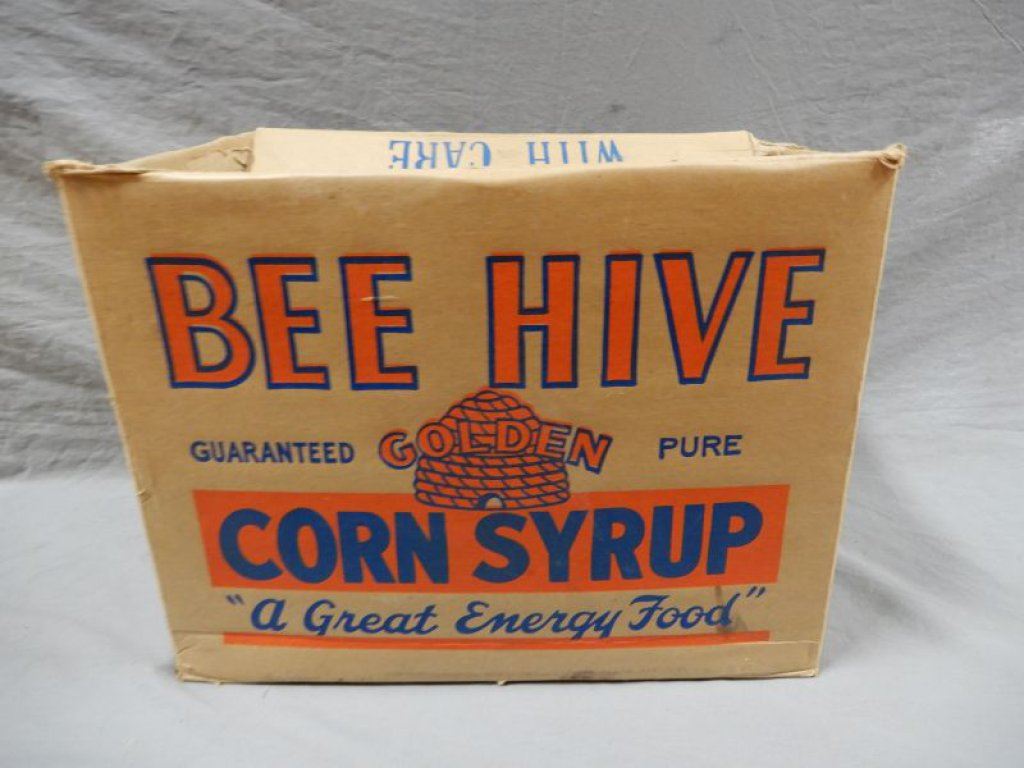 WITH CARE
BEE HIVE
GUARANTEED GOLDEN PURE
CORN SYRUP
"A Great Energy Food"